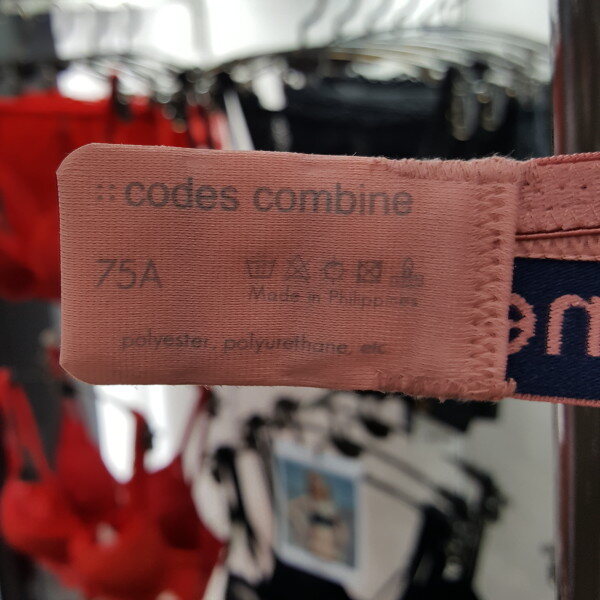 codes combine
75A
Made in Philippines
polyester, polyurethane, etc